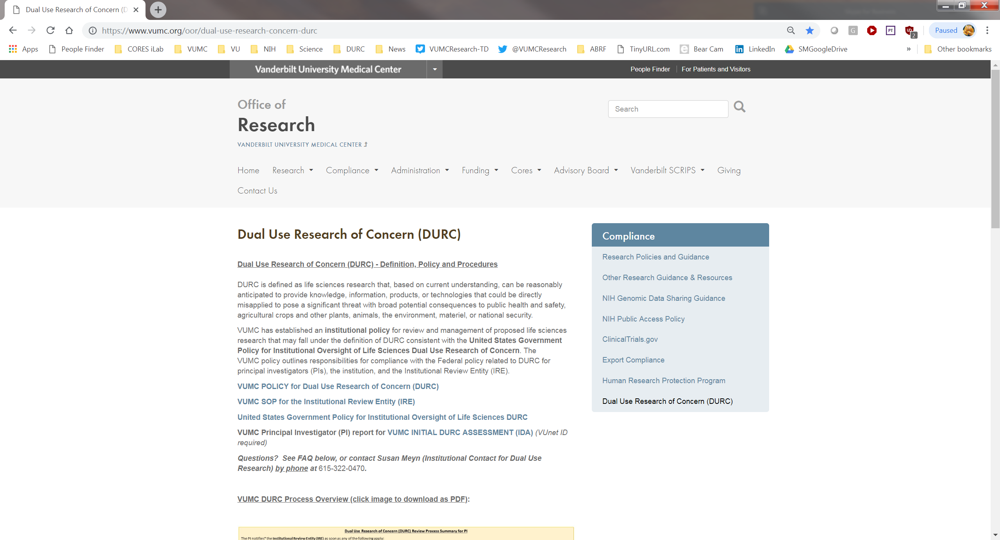 Dual Use Research of Concern (D
https://www.vumc.org/oor/dual-use-research-concern-durc
Paused
2
Apps People Finder CORES iLab VUMC VU NIH Science DURC News VUMCResearch-TD @VUMCResearch ABRF TinyURL.com Bear Cam LinkedIn SMGoogleDrive » Other bookmarks
Vanderbilt University Medical Center People Finder For Patients and Visitors
Office of
Research
Search
VANDERBILT UNIVERSITY MEDICAL CENTER
Home Research Compliance Administration Funding Cores Advisory Board Vanderbilt SCRIPS Giving
Contact Us
Dual Use Research of Concern (DURC)
Dual Use Research of Concern (DURC) - Definition, Policy and Procedures
DURC is defined as life sciences research that, based on current understanding, can be reasonably
anticipated to provide knowledge, information, products, or technologies that could be directly
misapplied to pose a significant threat with broad potential consequences to public health and safety,
agricultural crops and other plants, animals, the environment, materiel, or national security.
VUMC has established an institutional policy for review and management of proposed life sciences
research that may fall under the definition of DURC consistent with the United States Government
Policy for Institutional Oversight of Life Sciences Dual Use Research of Concern. The
VUMC policy outlines responsibilities for compliance with the Federal policy related to DURC for
principal investigators (PIs), the institution, and the Institutional Review Entity (IRE).
VUMC POLICY for Dual Use Research of Concern (DURC)
VUMC SOP for the Institutional Review Entity (IRE)
United States Government Policy for Institutional Oversight of Life Sciences DURC
VUMC Principal Investigator (PI) report for VUMC INITIAL DURC ASSESSMENT (IDA) (VUnet ID
required)
Questions? See FAQ below, or contact Susan Meyn (Institutional Contact for Dual Use
Research) by phone at 615-322-0470.
VUMC DURC Process Overview (click image to download as PDF):
Dual Use Research of Concern (DURC) Review Process Summary for PI
The PI notifies* the Institutional Review Entity (IRE) as soon as any of the following apply:
Compliance
Research Policies and Guidance
Other Research Guidance & Resources
NIH Genomic Data Sharing Guidance
NIH Public Access Policy
ClinicalTrials.gov
Export Compliance
Human Research Protection Program
Dual Use Research of Concern (DURC)